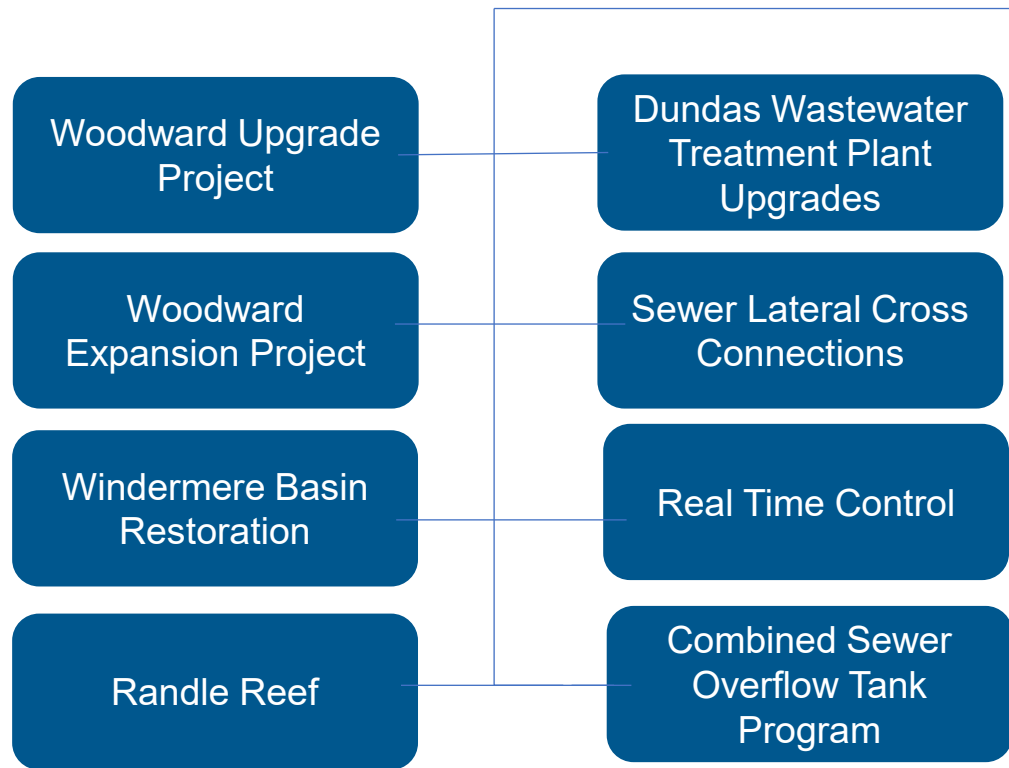 Woodward Upgrade
Project
Dundas Wastewater
Treatment Plant
Upgrades
Woodward
Expansion Project
Sewer Lateral Cross
Connections
Windermere Basin
Restoration
Real Time Control
Randle Reef
Combined Sewer
Overflow Tank
Program